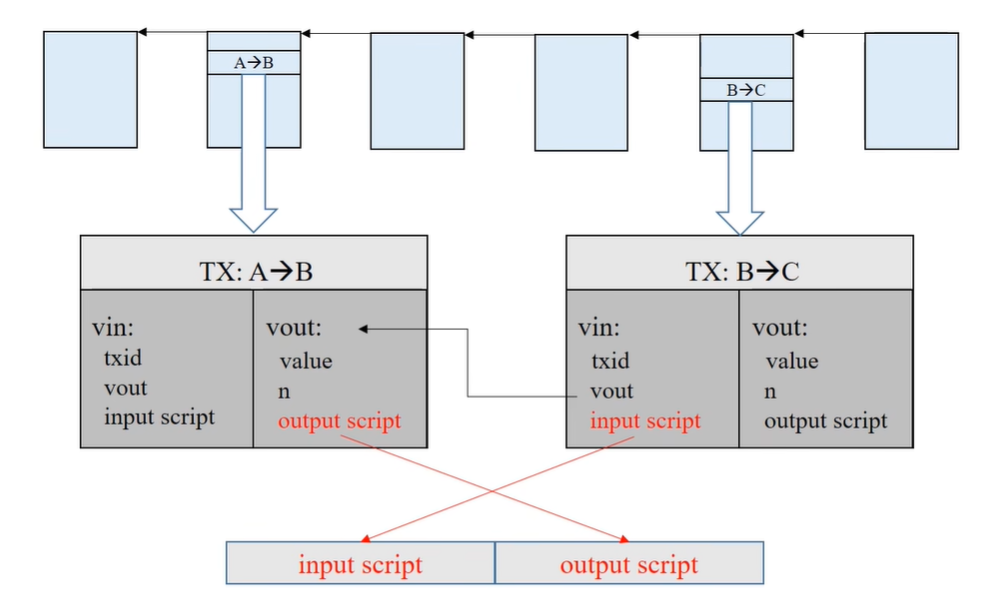 A→B
B→C
TX: A→B
vin:
txid
vout
input script
vout:
value
n
output script
TX: B→C
vin:
txid
vout
input script
vout:
value
n
output script
input script
output script